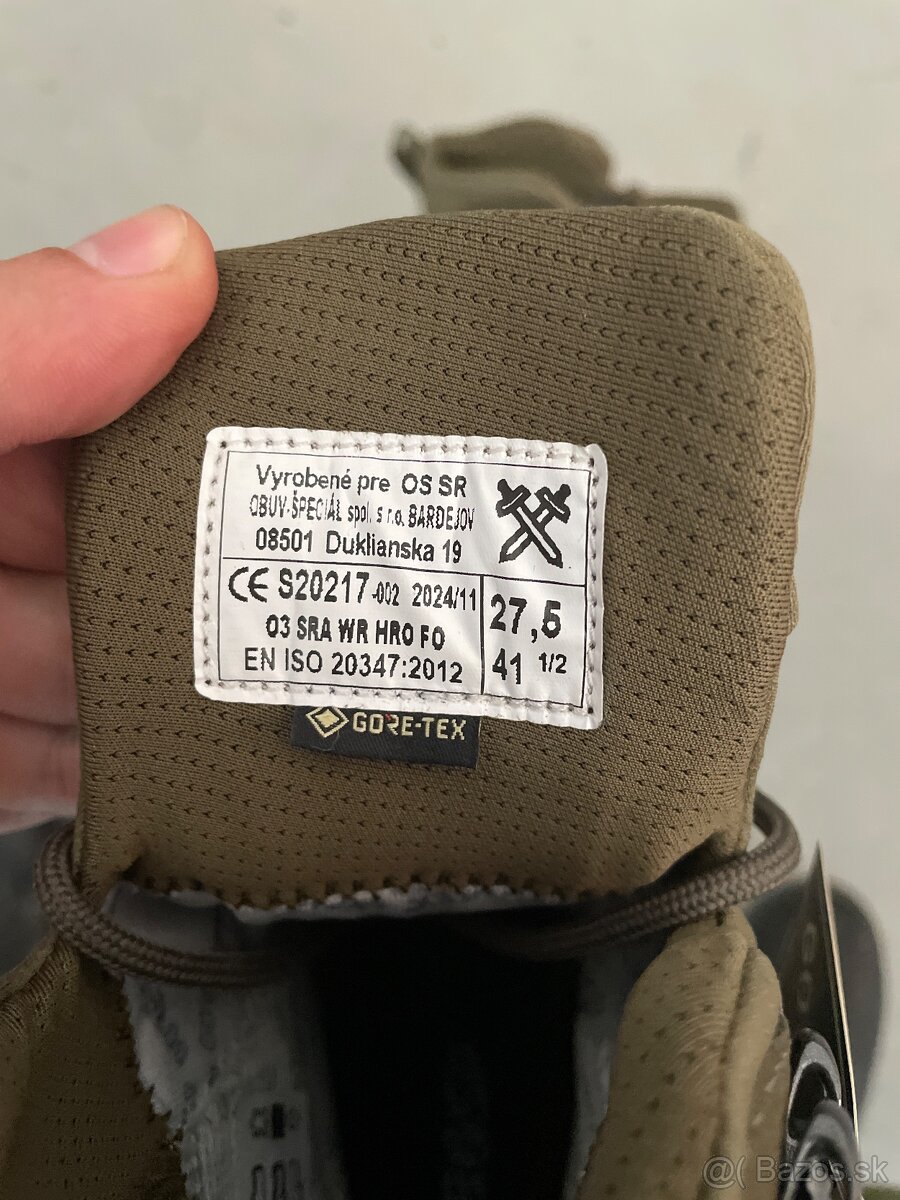 Vyrobené pre OS SR
OBUV-ŠPECIÁL spol. s r.o. BARDEJOV
08501 Duklianska 19
CE S20217-002 2024/11
O3 SRA WR HRO FO
EN ISO 20347:2012
27,5
41 1/2
GORE-TEX
@( Bazos.sk